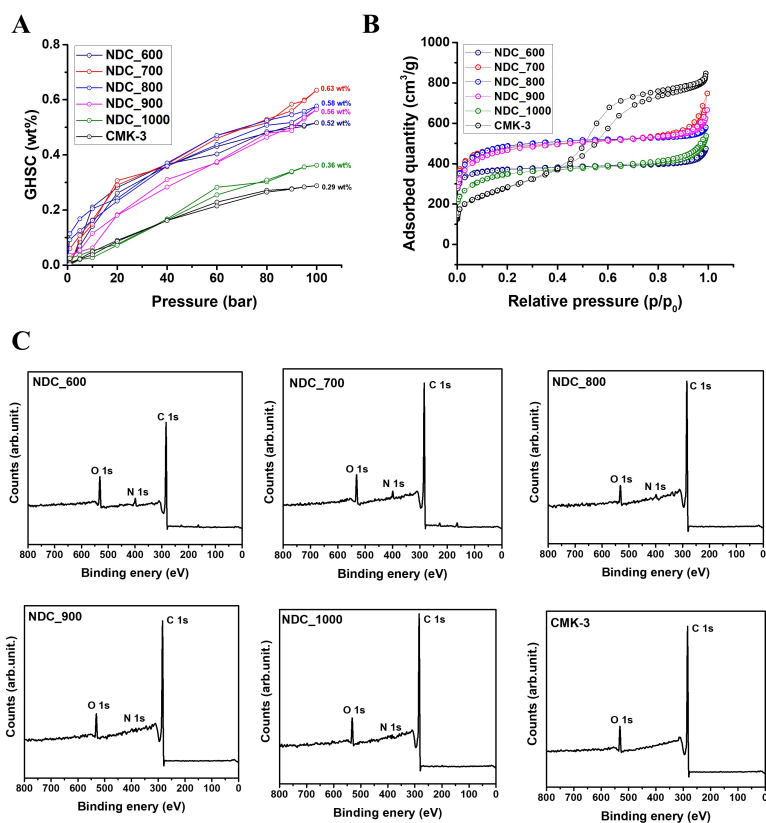 A
B
GHSC (wt%)
0.8
0.6
0.4
0.2
0.0
NDC_600
NDC_700
NDC_800
NDC_900
NDC_1000
CMK-3
0.63 wt%
0.58 wt%
0.56 wt%
0.52 wt%
0.36 wt%
0.29 wt%
0 20 40 60 80 100
Pressure (bar)
Adsorbed quantity (cm3/g)
1000
800
600
400
200
0
NDC_600
NDC_700
NDC_800
NDC_900
NDC_1000
CMK-3
0.0 0.2 0.4 0.6 0.8 1.0
Relative pressure (p/p0)
C
NDC_600
C 1s
O 1s
N 1s
Counts (arb.unit.)
800 700 600 500 400 300 200 100 0
Binding enery (eV)
NDC_700
C 1s
O 1s
N 1s
Counts (arb.unit.)
800 700 600 500 400 300 200 100 0
Binding enery (eV)
NDC_800
C 1s
O 1s
N 1s
Counts (arb.unit.)
800 700 600 500 400 300 200 100 0
Binding enery (eV)
NDC_900
C 1s
O 1s
N 1s
Counts (arb.unit.)
800 700 600 500 400 300 200 100 0
Binding enery (eV)
NDC_1000
C 1s
O 1s
N 1s
Counts (arb.unit.)
800 700 600 500 400 300 200 100 0
Binding enery (eV)
CMK-3
C 1s
O 1s
Counts (arb.unit.)
800 700 600 500 400 300 200 100 0
Binding enery (eV)